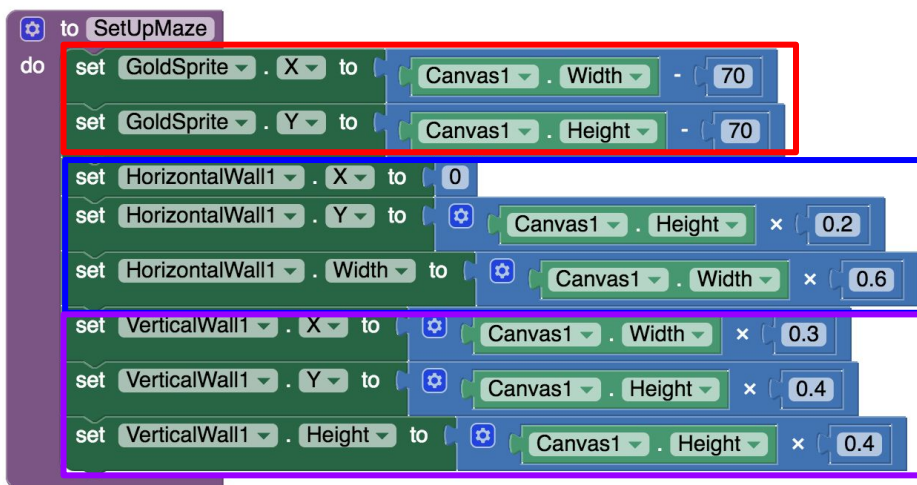 to SetUpMaze
do set GoldSprite . X to Canvas1 . Width - 70
set GoldSprite . Y to Canvas1 . Height - 70
set HorizontalWall1 . X to 0
set HorizontalWall1 . Y to Canvas1 . Height × 0.2
set HorizontalWall1 . Width to Canvas1 . Width × 0.6
set VerticalWall1 . X to Canvas1 . Width × 0.3
set VerticalWall1 . Y to Canvas1 . Height × 0.4
set VerticalWall1 . Height to Canvas1 . Height × 0.4